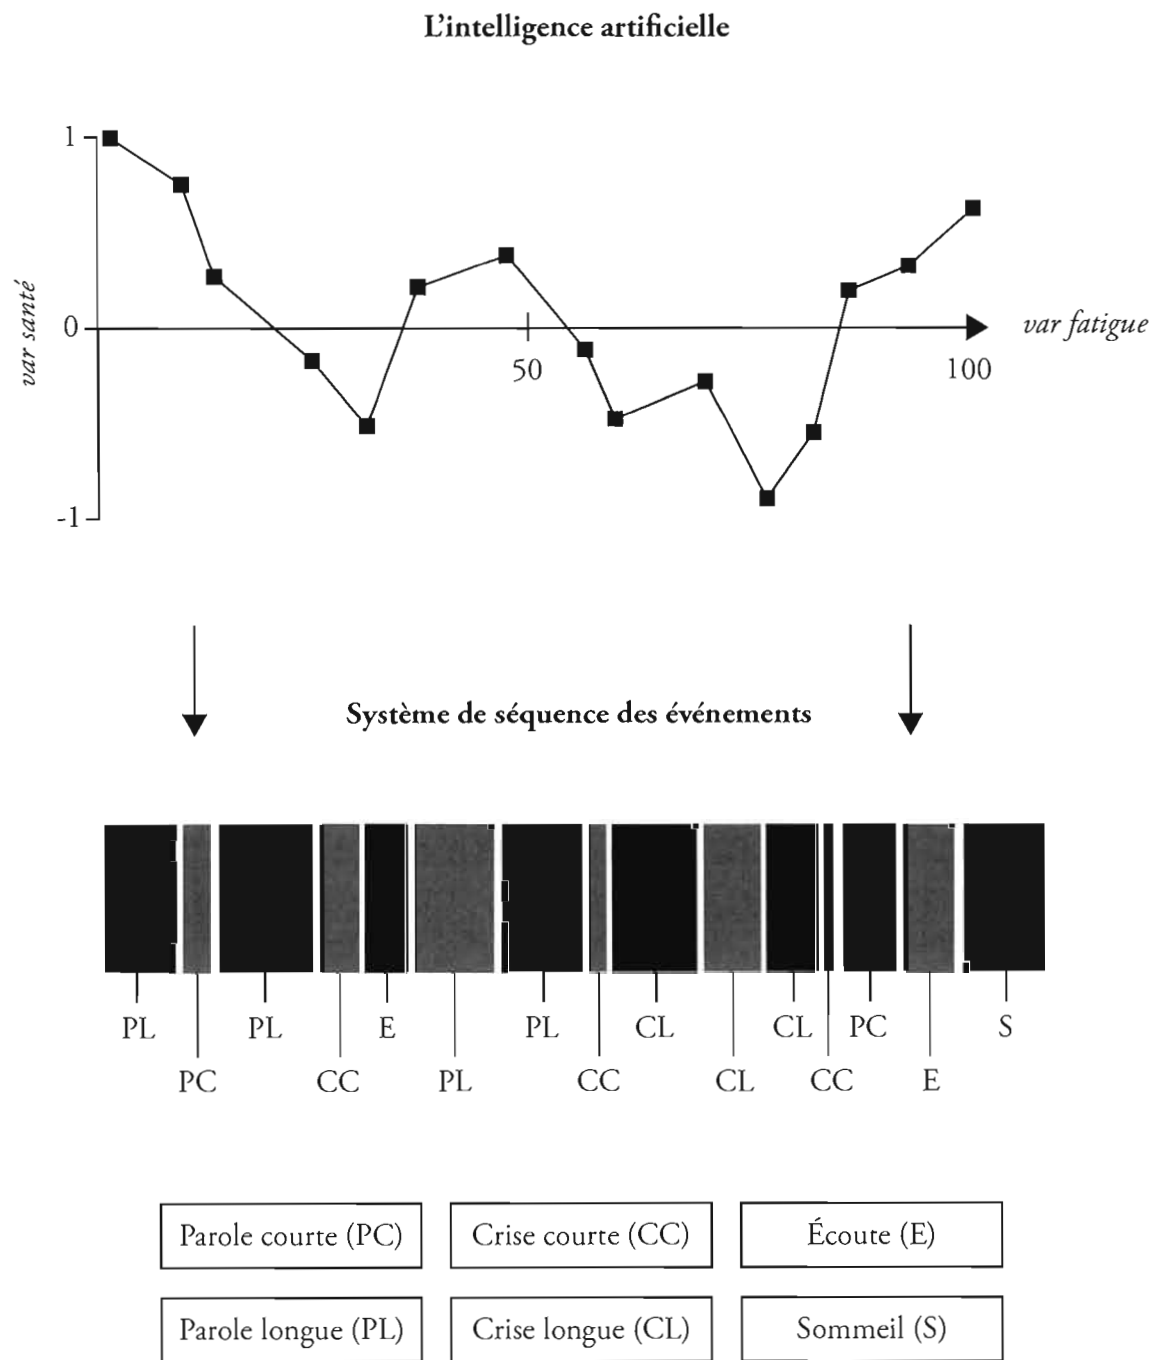 L'intelligence artificielle
1
var santé
0
50
100
var fatigue
-1
Système de séquence des événements
PL PL E PL CL CL PC S
PC CC PL CC CL CC E
Parole courte (PC) Crise courte (CC) Écoute (E)
Parole longue (PL) Crise longue (CL) Sommeil (S)